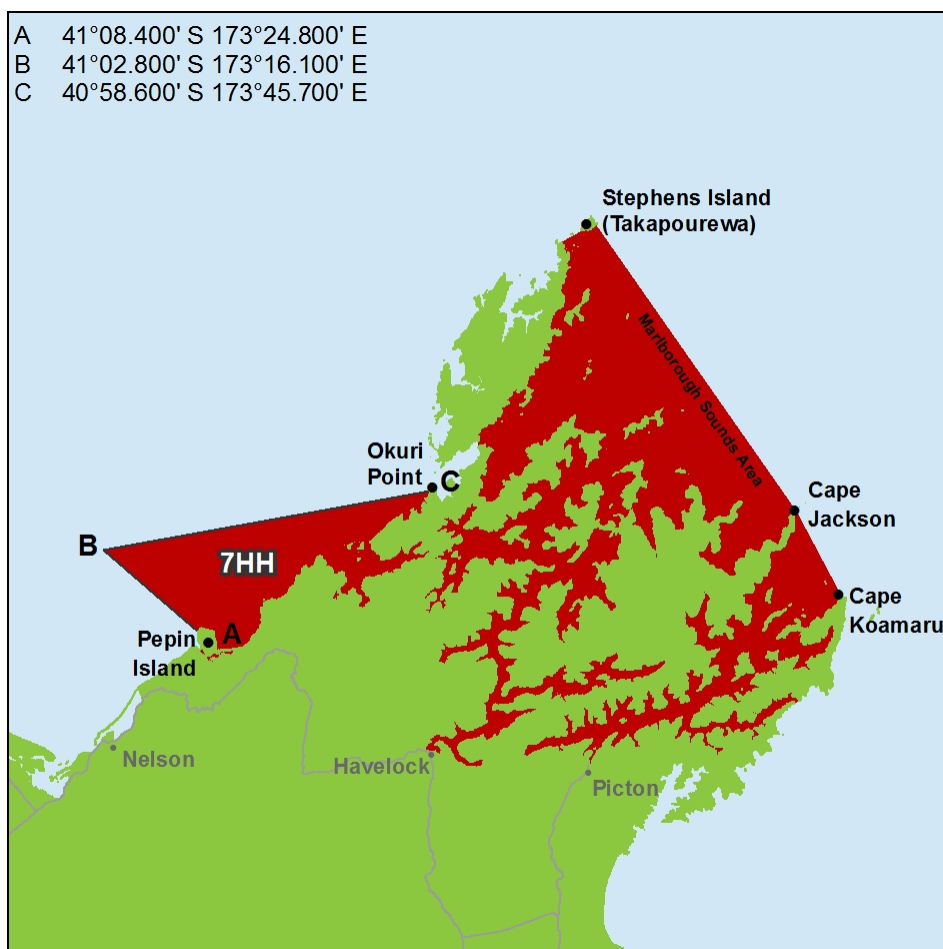 A 41°08.400' S 173°24.800' E
B 41°02.800' S 173°16.100' E
C 40°58.600' S 173°45.700' E
Stephens Island
(Takapourewa)
Marlborough Sounds Area
Okuri
Point
C
Cape
Jackson
B
7HH
Cape
Koamaru
Pepin
Island
A
Nelson
Havelock
Picton